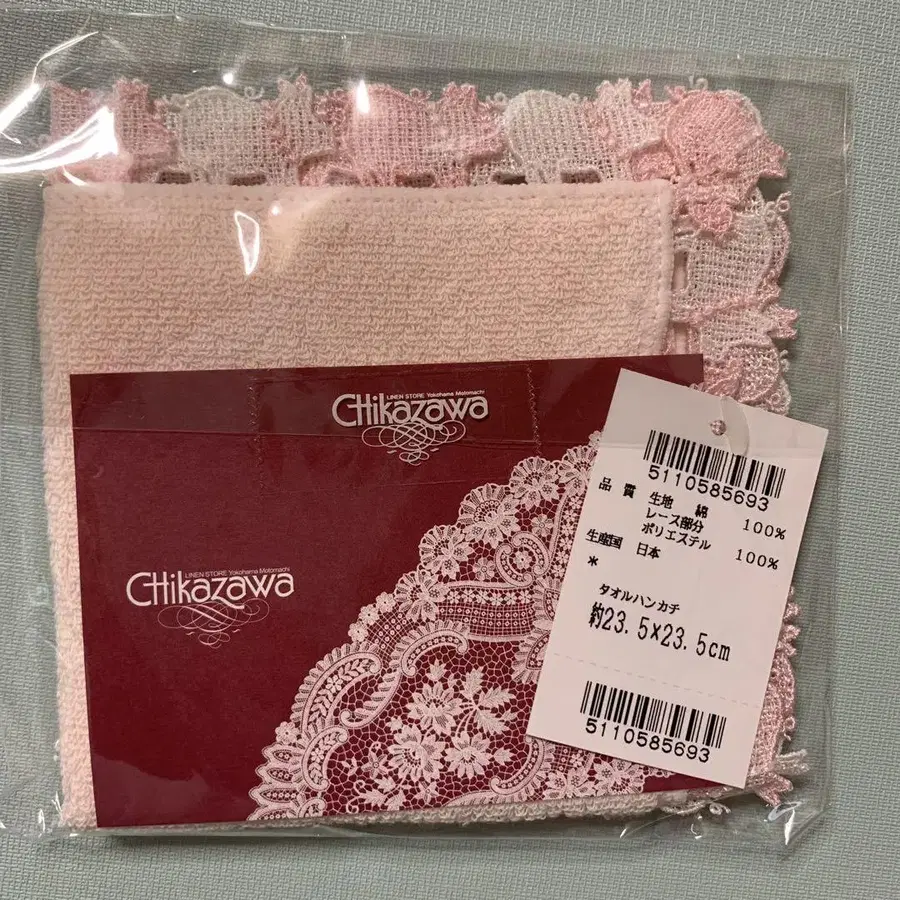 LINEN STORE Yokohama Motomachi
CHikazawa
LINEN STORE Yokohama Motomachi
CHikazawa
5110585693
品質 生地 綿 100%
レース部分
ポリエステル 100%
生産国 日本
*
タオルハンカチ
約23.5×23.5cm
5110585693